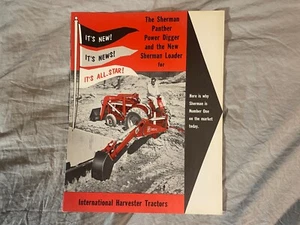 IT'S NEW!
IT'S NEWS!
IT'S ALL-STAR!
The Sherman
Panther
Power Digger
and the New
Sherman Loader
for
Here is why
Sherman is
Number One
on the market
today.
International Harvester Tractors